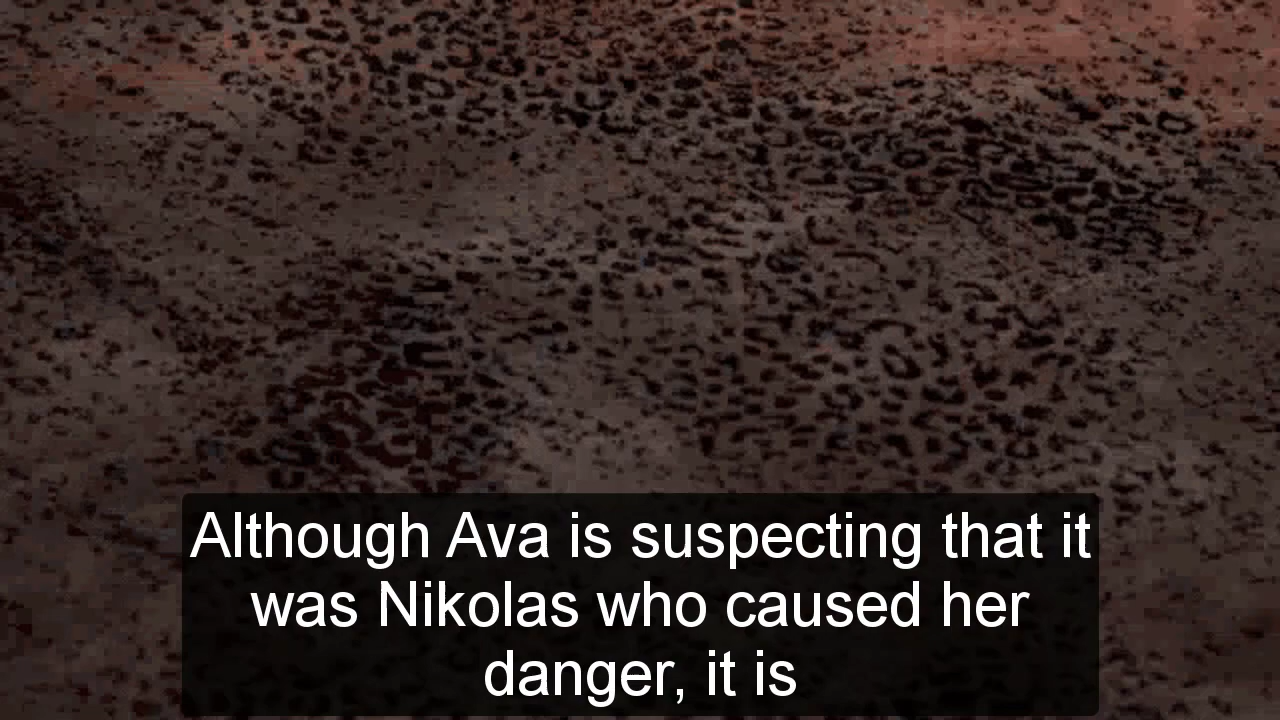 Although Ava is suspecting that it
was Nikolas who caused her
danger, it is